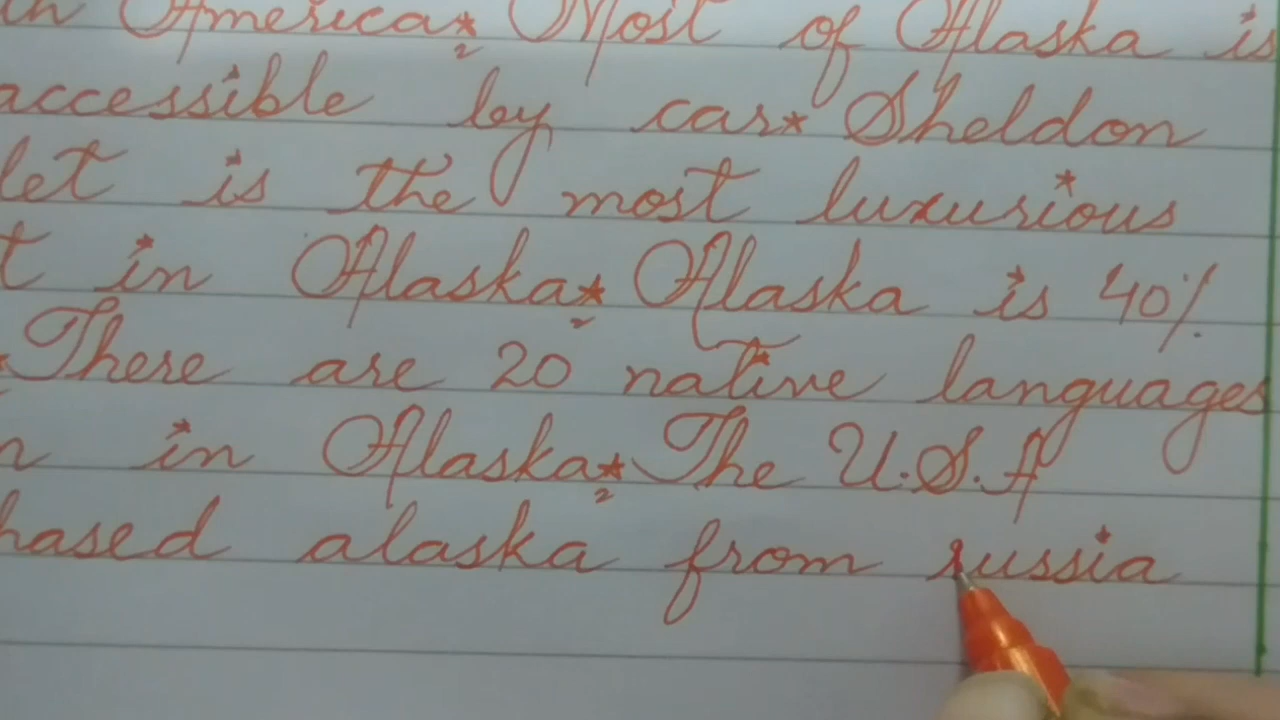 in America. Most of Alaska is
accessible by car. Sheldon
let is the most luxurious
t in Alaska. Alaska is 40%
. There are 20 native languages
n in Alaska. The U.S.A
hased alaska from russia